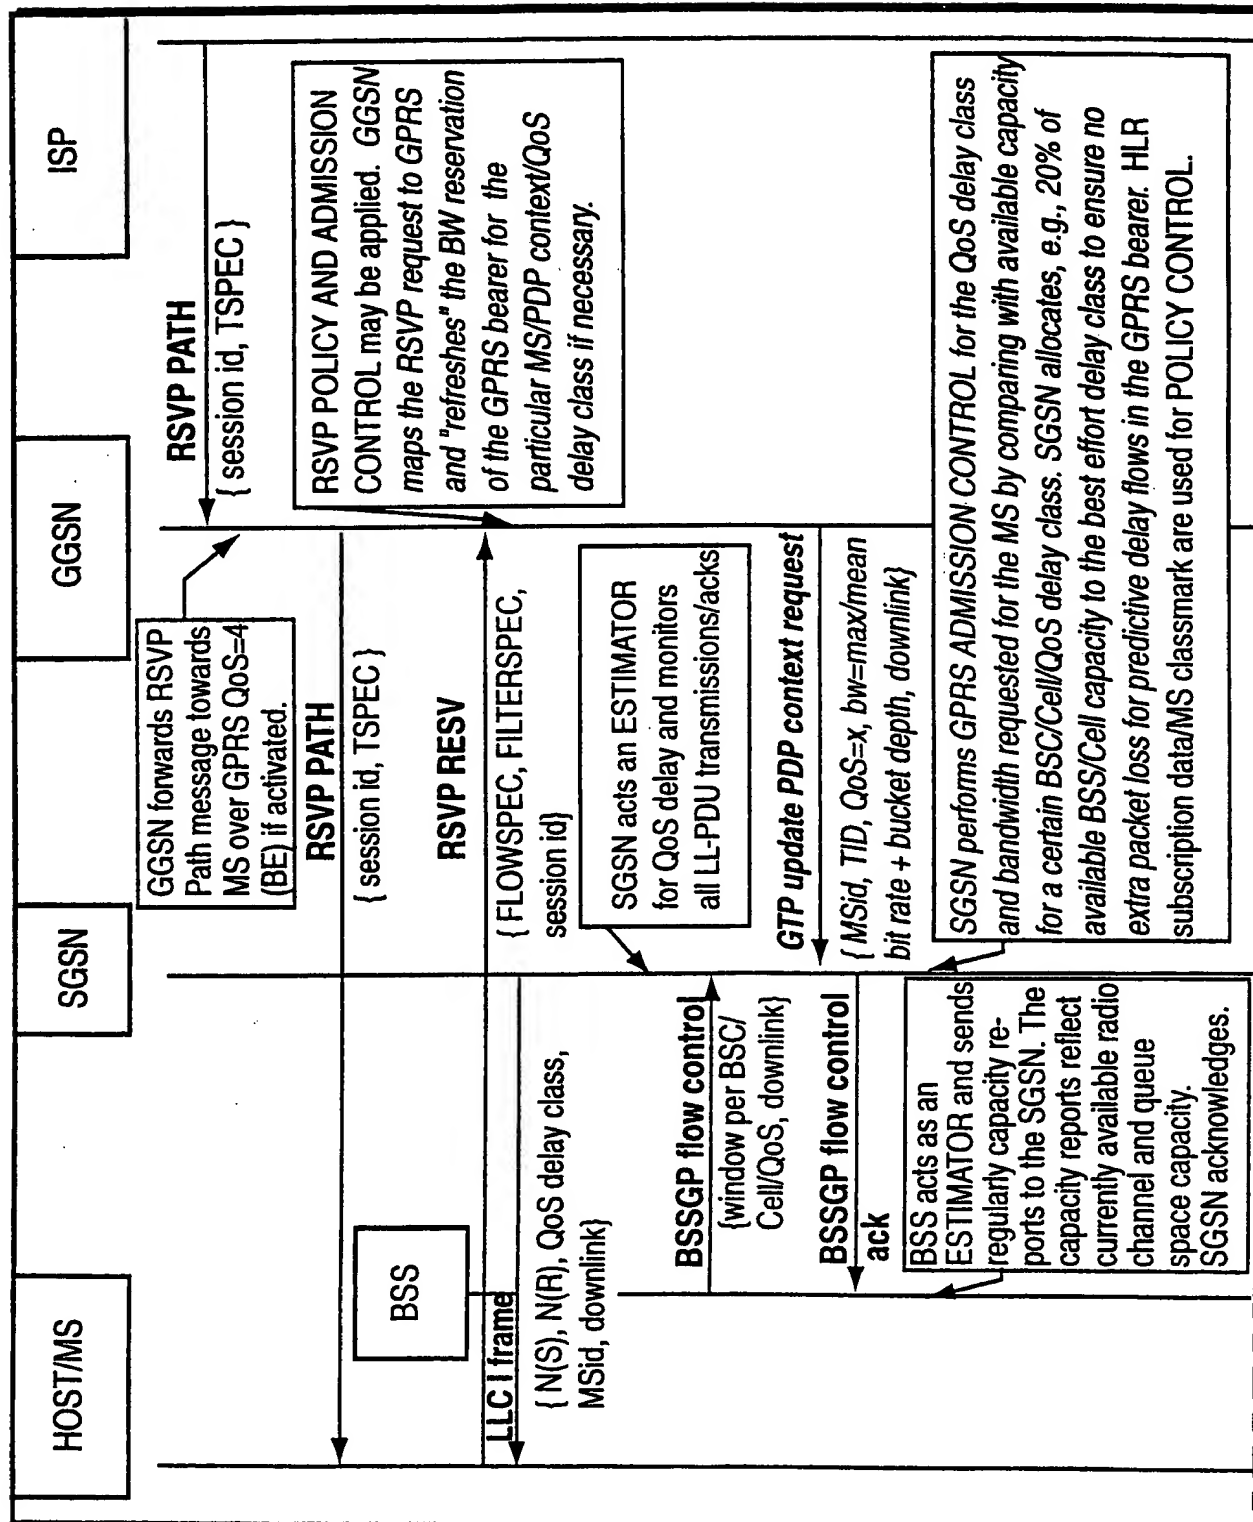 HOST/MS
SGSN
GGSN
ISP
RSVP PATH
{ session id, TSPEC }
GGSN forwards RSVP
Path message towards
MS over GPRS QoS=4
(BE) if activated.
RSVP POLICY AND ADMISSION
CONTROL may be applied. GGSN
maps the RSVP request to GPRS
and "refreshes" the BW reservation
of the GPRS bearer for the
particular MS/PDP context/QoS
delay class if necessary.
RSVP PATH
{ session id, TSPEC }
BSS
RSVP RESV
{ FLOWSPEC, FILTERSPEC,
session id}
LLC I frame
{ N(S), N(R), QoS delay class,
MSid, downlink}
SGSN acts an ESTIMATOR
for QoS delay and monitors
all LL-PDU transmissions/acks
BSSGP flow control
{window per BSC/
Cell/QoS, downlink}
GTP update PDP context request
{ MSid, TID, QoS=x, bw=max/mean
bit rate + bucket depth, downlink}
BSSGP flow control
ack
BSS acts as an
ESTIMATOR and sends
regularly capacity re-
ports to the SGSN. The
capacity reports reflect
currently available radio
channel and queue
space capacity.
SGSN acknowledges.
SGSN performs GPRS ADMISSION CONTROL for the QoS delay class
and bandwidth requested for the MS by comparing with available capacity
for a certain BSC/Cell/QoS delay class. SGSN allocates, e.g., 20% of
available BSS/Cell capacity to the best effort delay class to ensure no
extra packet loss for predictive delay flows in the GPRS bearer. HLR
subscription data/MS classmark are used for POLICY CONTROL.